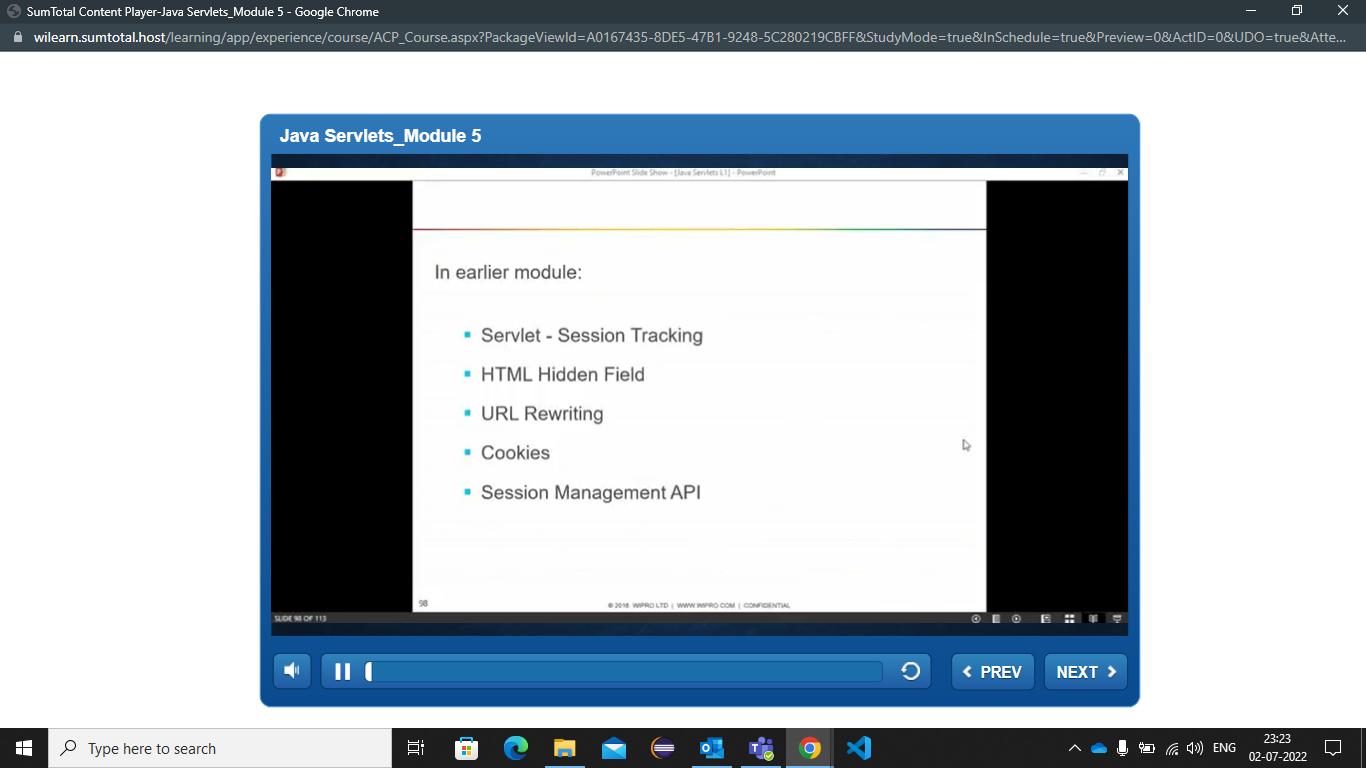 SumTotal Content Player-Java Servlets_Module 5 - Google Chrome
wilearn.sumtotal.host/learning/app/experience/course/ACP_Course.aspx?PackageViewId=A0167435-8DE5-47B1-9248-5C280219CBFF&StudyMode=true&InSchedule=true&Preview=0&ActID=0&UDO=true&Atte...
Java Servlets_Module 5
PowerPoint Slide Show - [Java Servlets L1] - PowerPoint
In earlier module:
▪ Servlet - Session Tracking
▪ HTML Hidden Field
▪ URL Rewriting
▪ Cookies
▪ Session Management API
98
© 2016 WIPRO LTD | WWW.WIPRO.COM | CONFIDENTIAL
SLIDE 98 OF 113
PREV
NEXT
Type here to search
ENG
23:23
02-07-2022